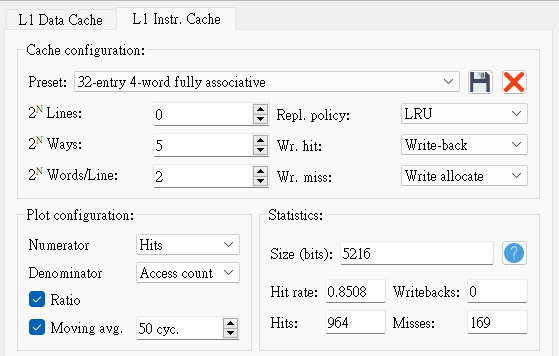 L1 Data Cache L1 Instr. Cache
Cache configuration:
Preset: 32-entry 4-word fully associative
2ᴺ Lines: 0 Repl. policy: LRU
2ᴺ Ways: 5 Wr. hit: Write-back
2ᴺ Words/Line: 2 Wr. miss: Write allocate
Plot configuration:
Numerator Hits
Denominator Access count
Ratio
Moving avg. 50 cyc.
Statistics:
Size (bits): 5216 ?
Hit rate: 0.8508 Writebacks: 0
Hits: 964 Misses: 169